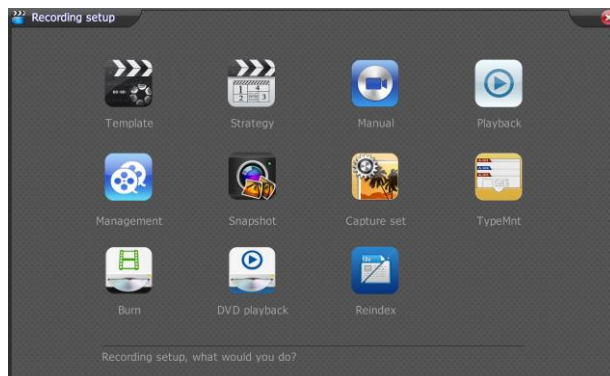 Recording setup
Template Strategy Manual Playback
Management Snapshot Capture set TypeMnt
Burn DVD playback Reindex
Recording setup, what would you do?